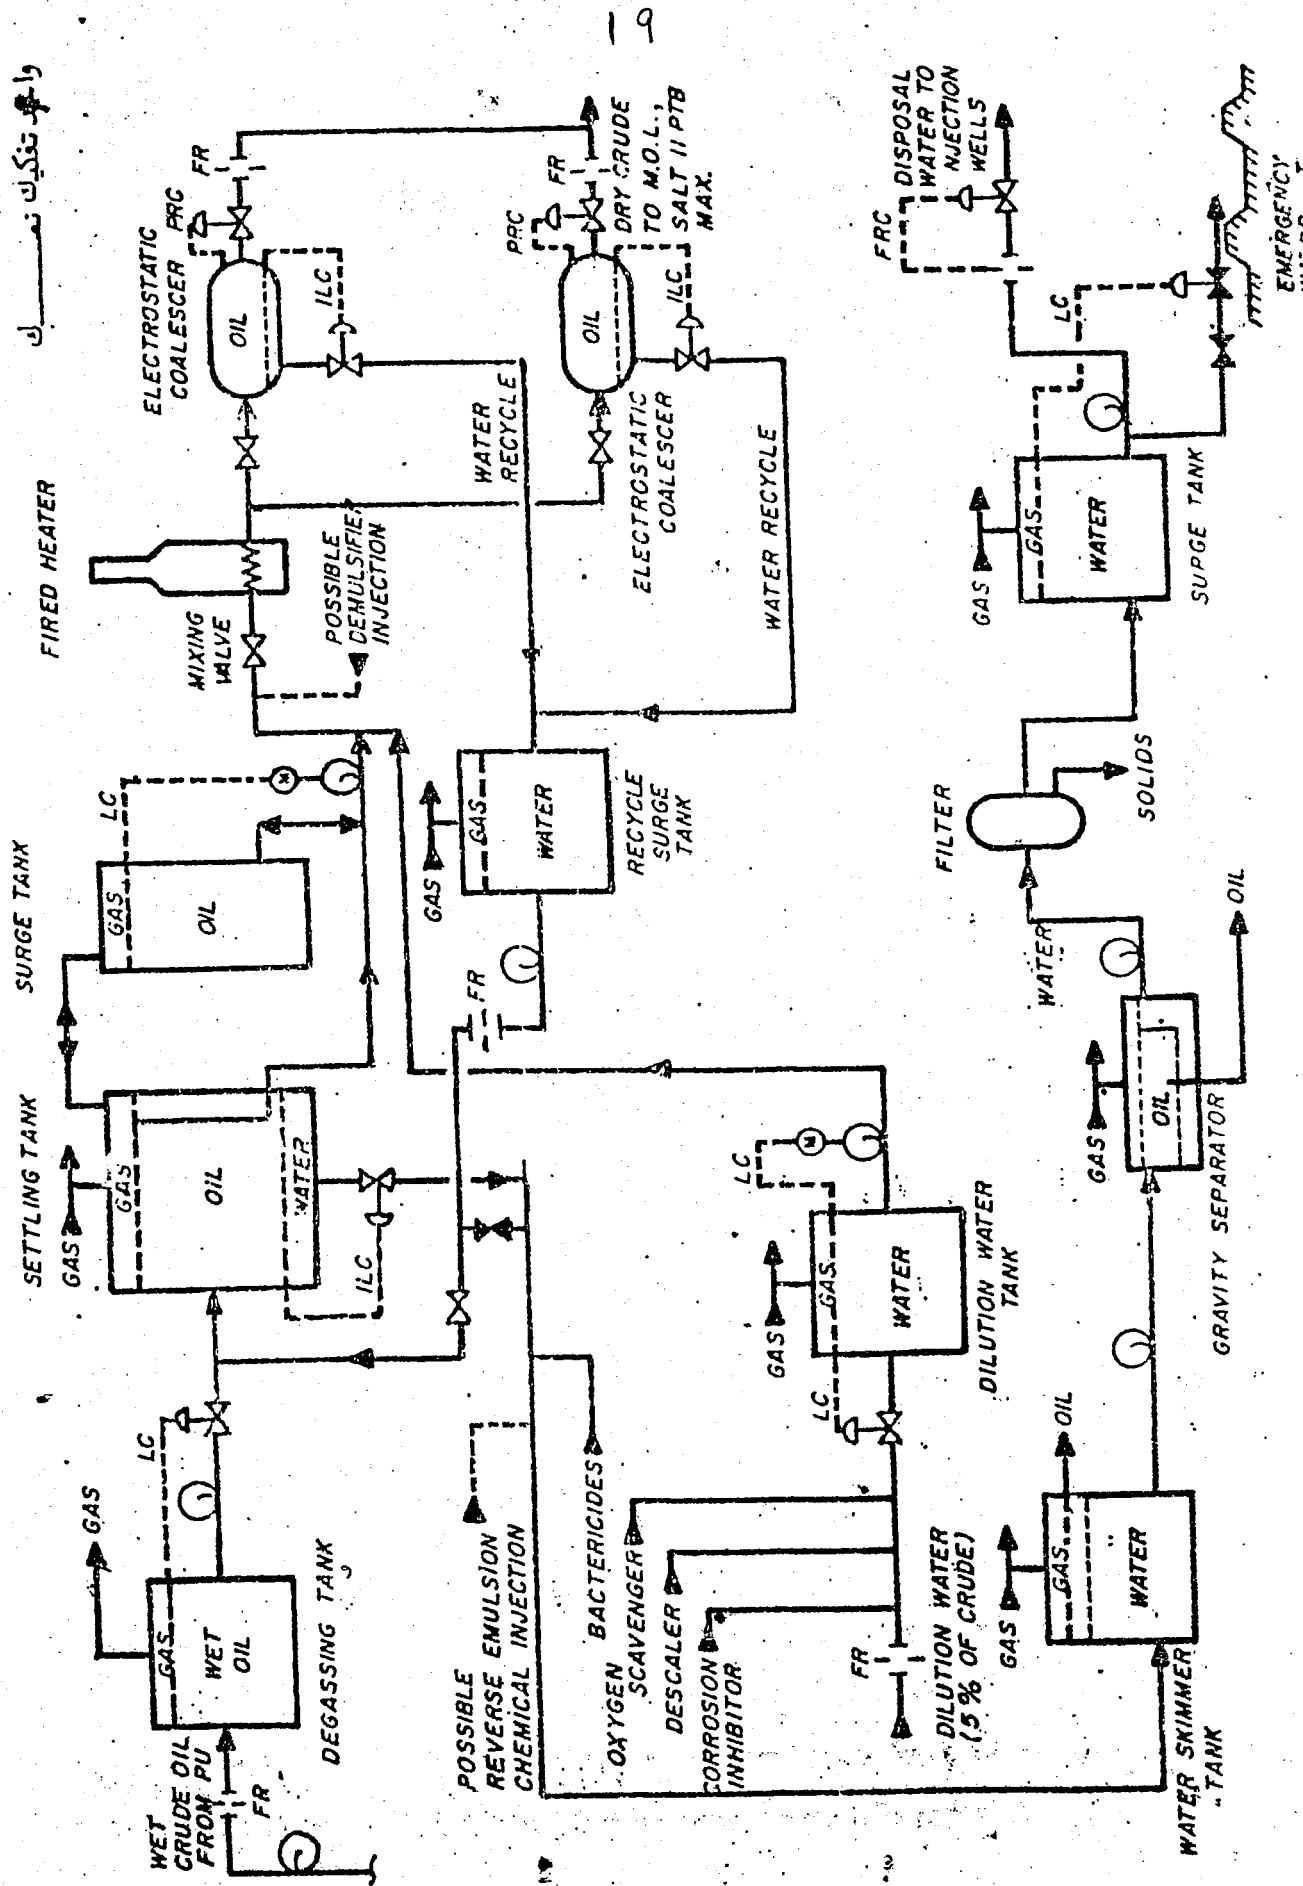 19
واحد تفكيك نمـــــك
FIRED HEATER
ELECTROSTATIC
COALESCER
PRC
FR
OIL
ILC
MIXING
VALVE
POSSIBLE
DEMULSIFIER
INJECTION
WATER
RECYCLE
PRC
FR
DRY CRUDE
TO M.O.L.,
SALT 11 PTB
MAX.
OIL
ILC
ELECTROSTATIC
COALESCER
WATER RECYCLE
SURGE TANK
LC
GAS
OIL
M
SETTLING TANK
GAS
GAS
OIL
WATER
ILC
GAS
GAS
WATER
RECYCLE
SURGE
TANK
FR
WET
CRUDE OIL
FROM PU
FR
GAS
GAS
WET
OIL
LC
DEGASSING TANK
POSSIBLE
REVERSE EMULSION
CHEMICAL INJECTION
BACTERICIDES
OXYGEN
SCAVENGER
DESCALER
CORROSION
INHIBITOR
FR
DILUTION WATER
(5% OF CRUDE)
LC
GAS
GAS
WATER
LC
M
DILUTION WATER
TANK
WATER SKIMMER
TANK
GAS
GAS
OIL
WATER
GAS
OIL
GRAVITY SEPARATOR
OIL
WATER
FILTER
SOLIDS
GAS
GAS
WATER
SURGE TANK
LC
FRC
DISPOSAL
WATER TO
INJECTION
WELLS
EMERGENCY